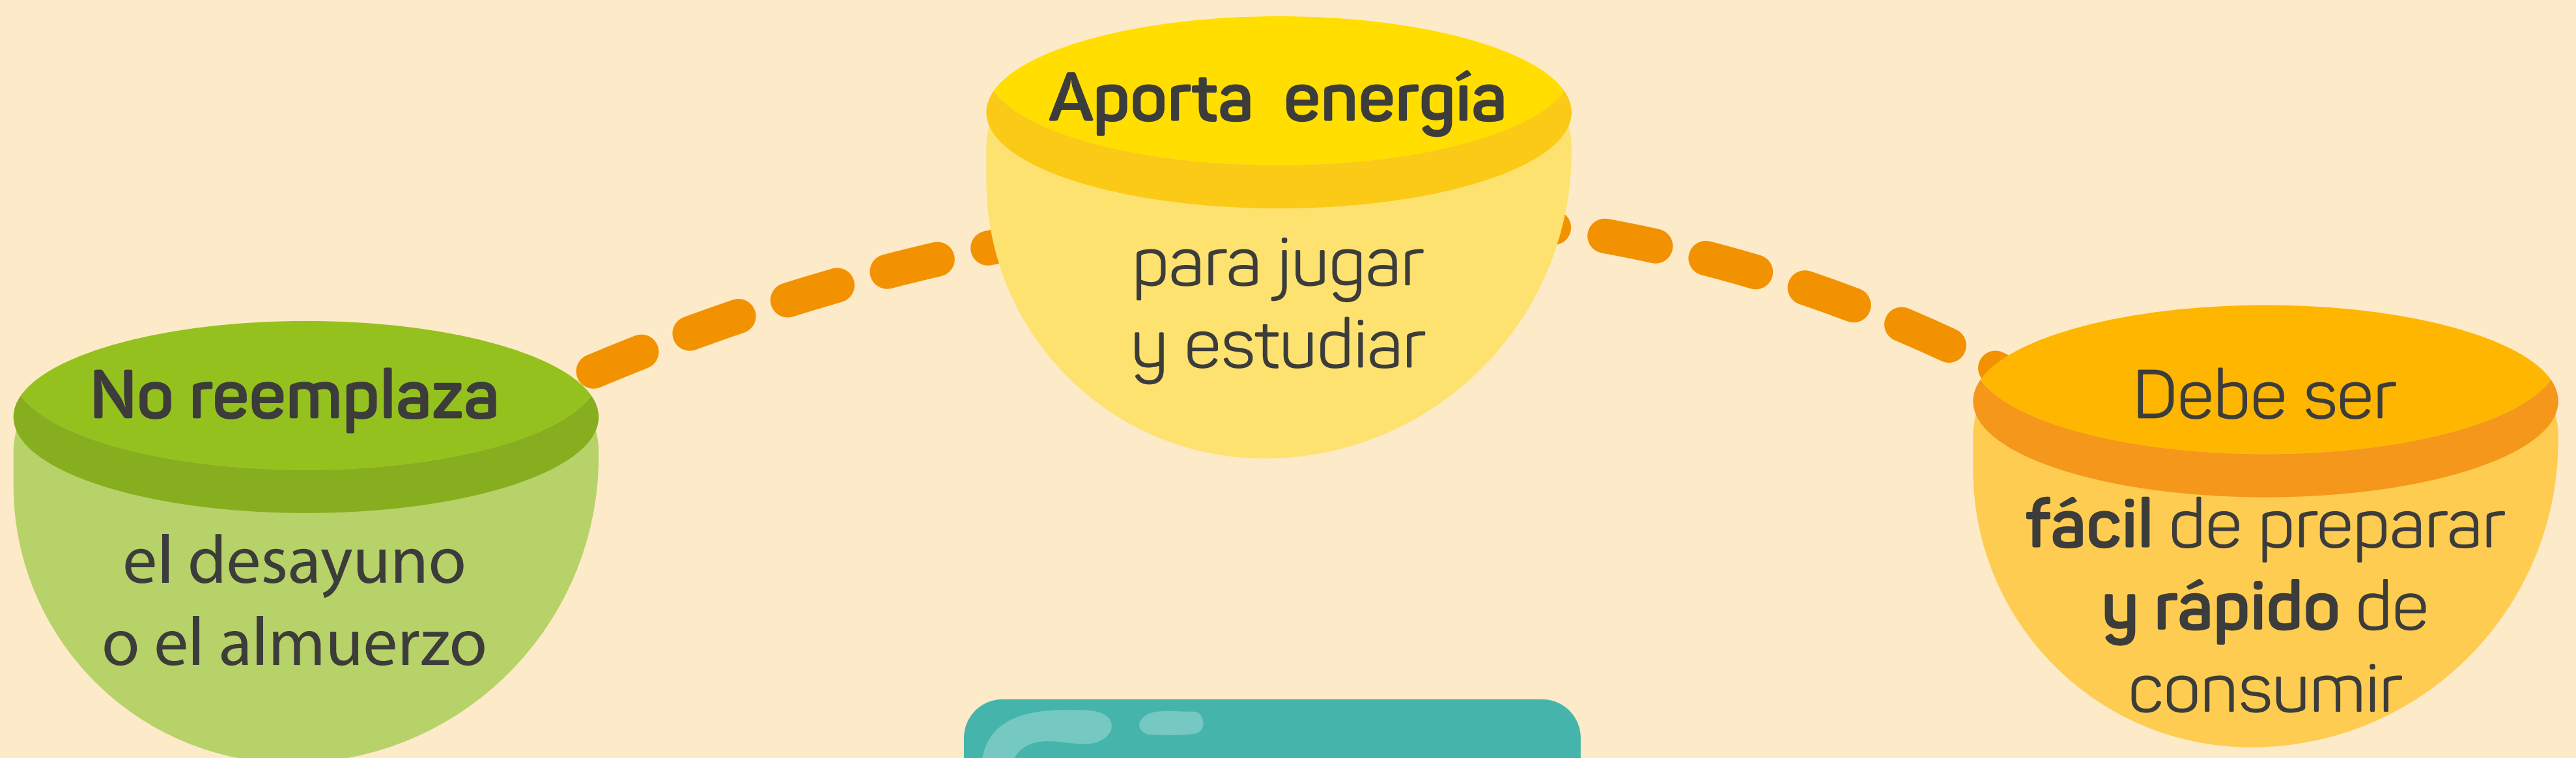 No reemplaza
el desayuno
o el almuerzo
Aporta energía
para jugar
y estudiar
Debe ser
fácil de preparar
y rápido de
consumir